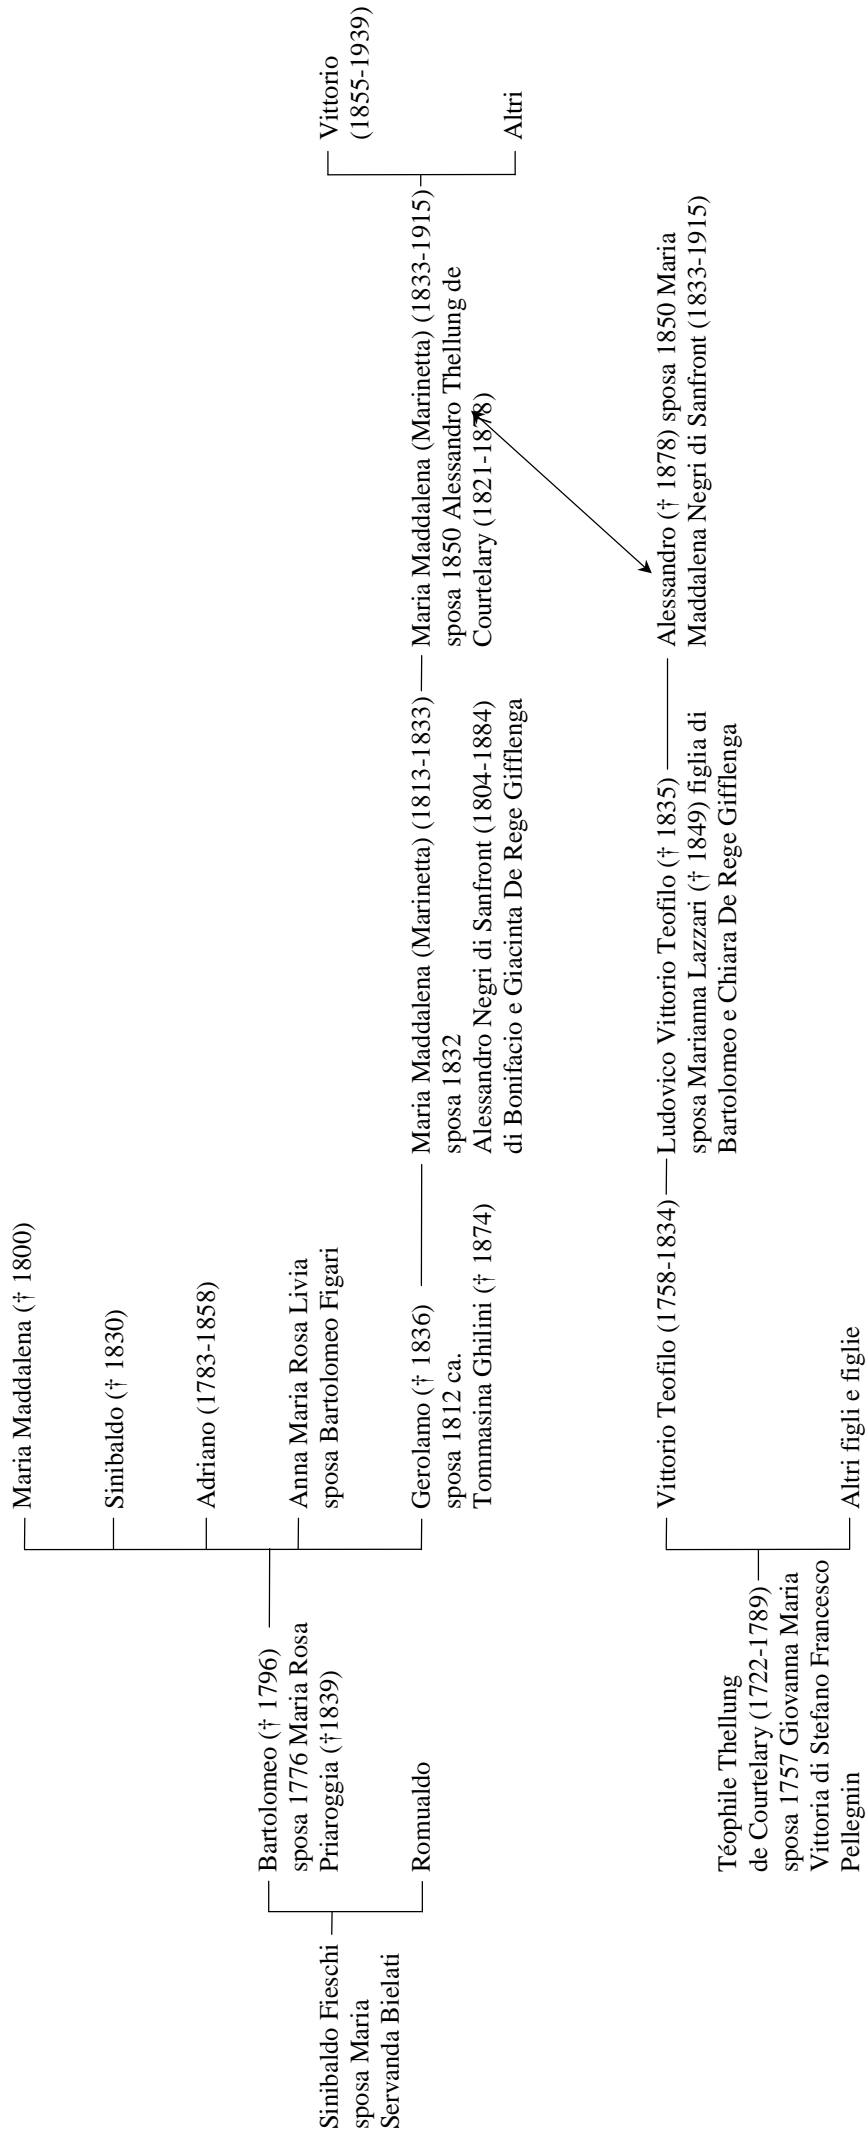 Sinibaldo Fieschi
sposa Maria
Servanda Bielati
Bartolomeo († 1796)
sposa 1776 Maria Rosa
Priaroggia (†1839)
Romualdo
Maria Maddalena († 1800)
Sinibaldo († 1830)
Adriano (1783-1858)
Anna Maria Rosa Livia
sposa Bartolomeo Figari
Gerolamo († 1836)
sposa 1812 ca.
Tommasina Ghilini († 1874)
Maria Maddalena (Marinetta) (1813-1833)
sposa 1832
Alessandro Negri di Sanfront (1804-1884)
di Bonifacio e Giacinta De Rege Gifflenga
Maria Maddalena (Marinetta) (1833-1915)
sposa 1850 Alessandro Thellung de
Courtelary (1821-1878)
Vittorio
(1855-1939)
Altri
Téophile Thellung
de Courtelary (1722-1789)
sposa 1757 Giovanna Maria
Vittoria di Stefano Francesco
Pellegnin
Vittorio Teofilo (1758-1834)
Altri figli e figlie
Ludovico Vittorio Teofilo († 1835)
sposa Marianna Lazzari († 1849) figlia di
Bartolomeo e Chiara De Rege Gifflenga
Alessandro († 1878) sposa 1850 Maria
Maddalena Negri di Sanfront (1833-1915)